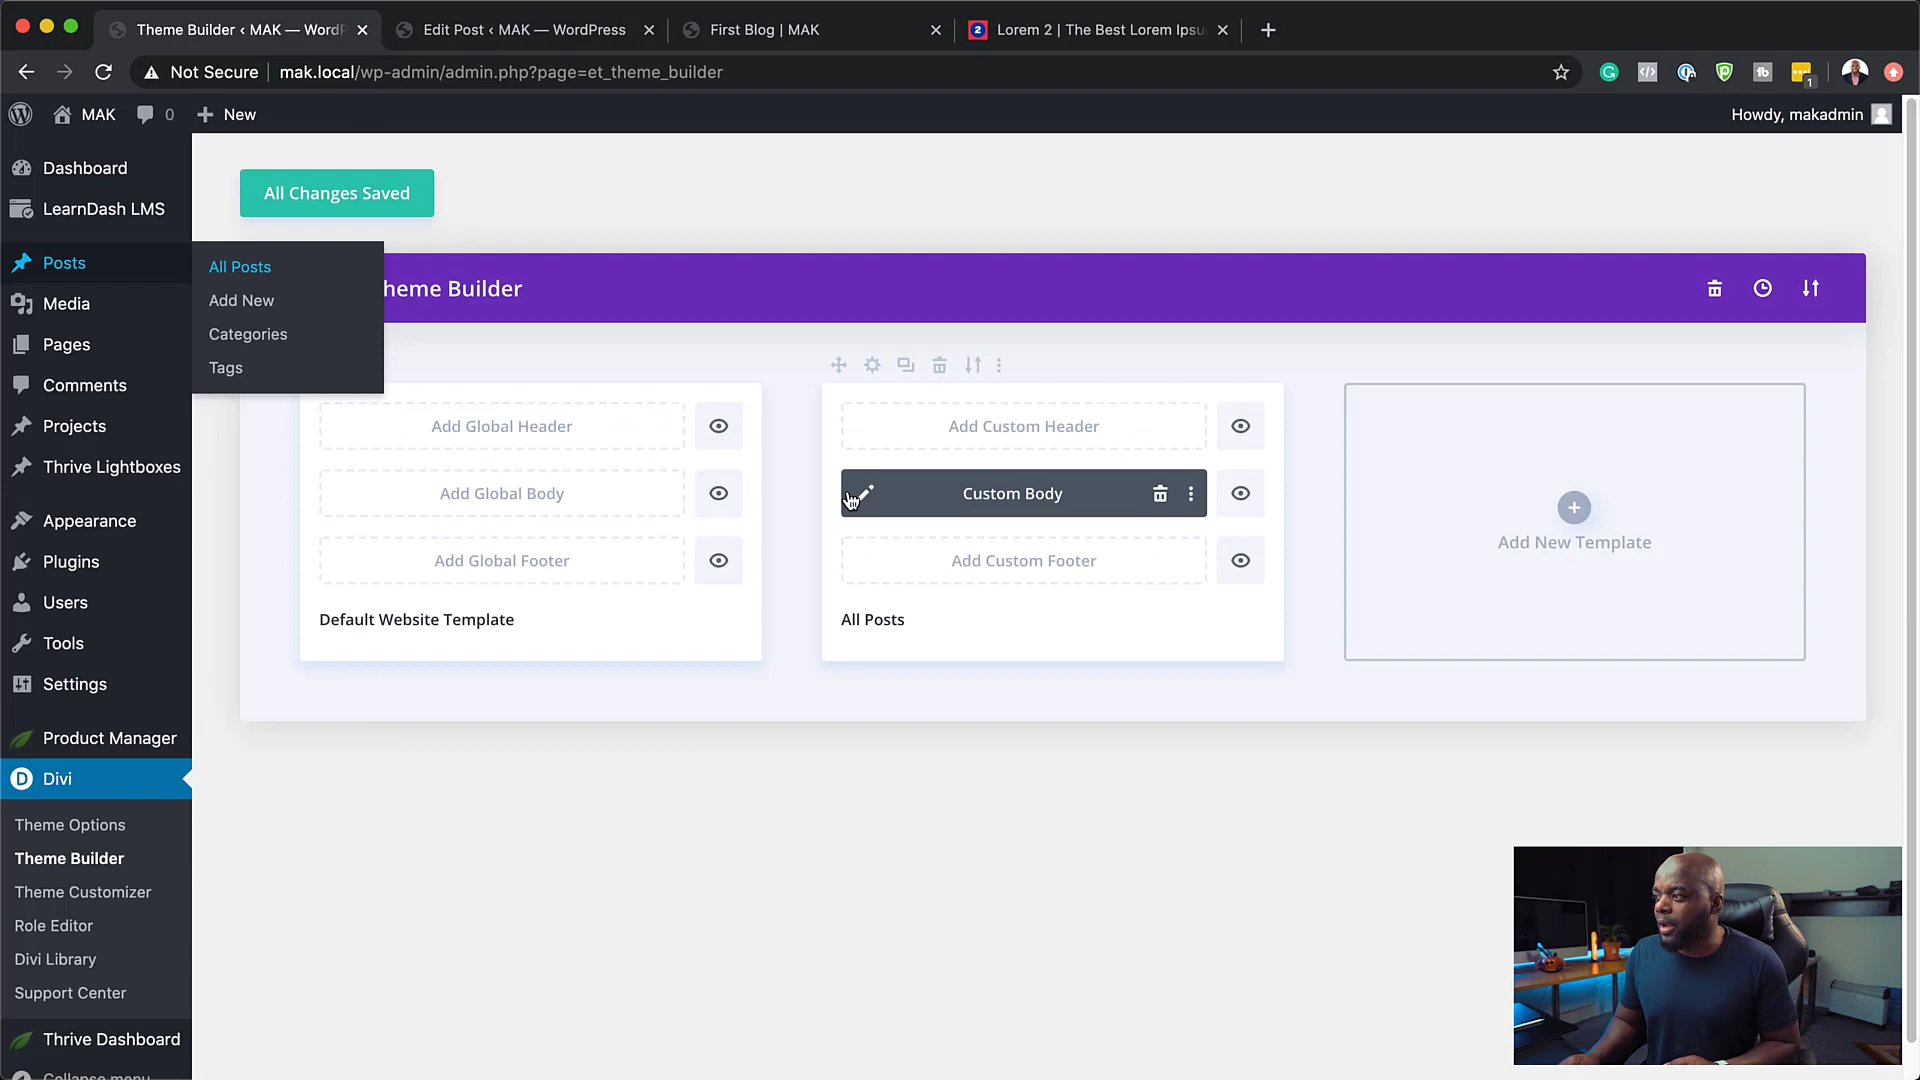 Theme Builder ‹ MAK — WordP
Edit Post ‹ MAK — WordPress
First Blog | MAK
2
Lorem 2 | The Best Lorem Ipsu
Not Secure
mak.local/wp-admin/admin.php?page=et_theme_builder
1
MAK
0
New
Howdy, makadmin
Dashboard
LearnDash LMS
Posts
Media
Pages
Comments
Projects
Thrive Lightboxes
Appearance
Plugins
Users
Tools
Settings
Product Manager
D
Divi
Theme Options
Theme Builder
Theme Customizer
Role Editor
Divi Library
Support Center
Thrive Dashboard
Collapse menu
All Posts
Add New
Categories
Tags
All Changes Saved
heme Builder
Add Global Header
Add Global Body
Add Global Footer
Default Website Template
Add Custom Header
Custom Body
Add Custom Footer
All Posts
Add New Template